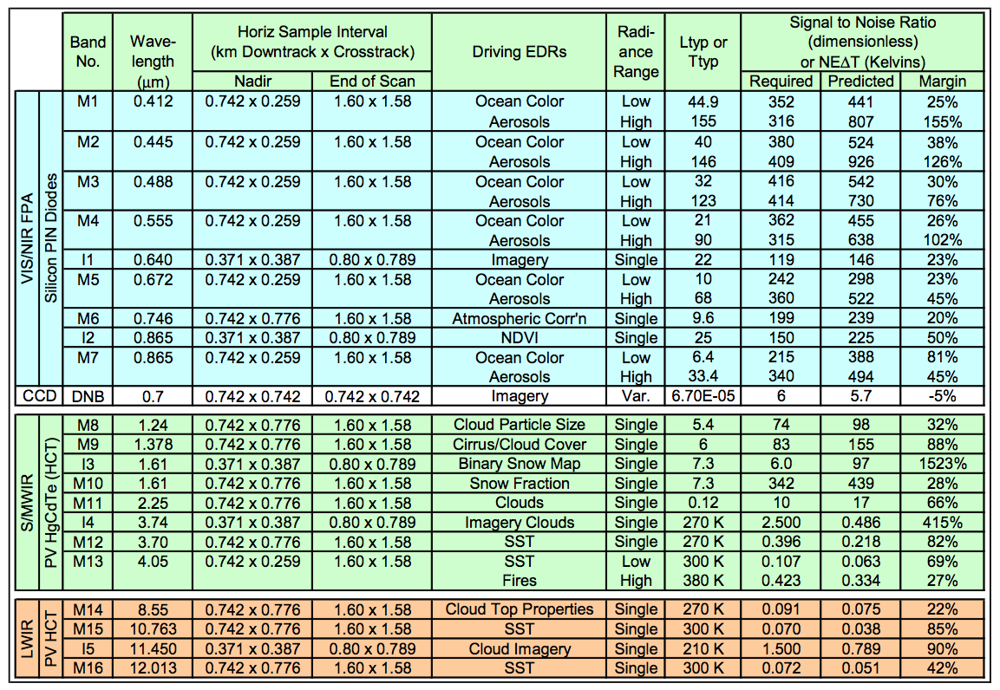 Band No. Wave-length (μm) Horiz Sample Interval (km Downtrack x Crosstrack) Driving EDRs Radi-ance Range Ltyp or Ttyp Signal to Noise Ratio (dimensionless) or NEΔT (Kelvins)
Nadir End of Scan Required Predicted Margin
VIS/NIR FPA
Silicon PIN Diodes
M1 0.412 0.742 x 0.259 1.60 x 1.58 Ocean Color Low 44.9 352 441 25%
Aerosols High 155 316 807 155%
M2 0.445 0.742 x 0.259 1.60 x 1.58 Ocean Color Low 40 380 524 38%
Aerosols High 146 409 926 126%
M3 0.488 0.742 x 0.259 1.60 x 1.58 Ocean Color Low 32 416 542 30%
Aerosols High 123 414 730 76%
M4 0.555 0.742 x 0.259 1.60 x 1.58 Ocean Color Low 21 362 455 26%
Aerosols High 90 315 638 102%
I1 0.640 0.371 x 0.387 0.80 x 0.789 Imagery Single 22 119 146 23%
M5 0.672 0.742 x 0.259 1.60 x 1.58 Ocean Color Low 10 242 298 23%
Aerosols High 68 360 522 45%
M6 0.746 0.742 x 0.776 1.60 x 1.58 Atmospheric Corr'n Single 9.6 199 239 20%
I2 0.865 0.371 x 0.387 0.80 x 0.789 NDVI Single 25 150 225 50%
M7 0.865 0.742 x 0.259 1.60 x 1.58 Ocean Color Low 6.4 215 388 81%
Aerosols High 33.4 340 494 45%
CCD DNB 0.7 0.742 x 0.742 0.742 x 0.742 Imagery Var. 6.70E-05 6 5.7 -5%
S/MWIR
PV HgCdTe (HCT)
M8 1.24 0.742 x 0.776 1.60 x 1.58 Cloud Particle Size Single 5.4 74 98 32%
M9 1.378 0.742 x 0.776 1.60 x 1.58 Cirrus/Cloud Cover Single 6 83 155 88%
I3 1.61 0.371 x 0.387 0.80 x 0.789 Binary Snow Map Single 7.3 6.0 97 1523%
M10 1.61 0.742 x 0.776 1.60 x 1.58 Snow Fraction Single 7.3 342 439 28%
M11 2.25 0.742 x 0.776 1.60 x 1.58 Clouds Single 0.12 10 17 66%
I4 3.74 0.371 x 0.387 0.80 x 0.789 Imagery Clouds Single 270 K 2.500 0.486 415%
M12 3.70 0.742 x 0.776 1.60 x 1.58 SST Single 270 K 0.396 0.218 82%
M13 4.05 0.742 x 0.259 1.60 x 1.58 SST Low 300 K 0.107 0.063 69%
Fires High 380 K 0.423 0.334 27%
LWIR
PV HCT
M14 8.55 0.742 x 0.776 1.60 x 1.58 Cloud Top Properties Single 270 K 0.091 0.075 22%
M15 10.763 0.742 x 0.776 1.60 x 1.58 SST Single 300 K 0.070 0.038 85%
I5 11.450 0.371 x 0.387 0.80 x 0.789 Cloud Imagery Single 210 K 1.500 0.789 90%
M16 12.013 0.742 x 0.776 1.60 x 1.58 SST Single 300 K 0.072 0.051 42%